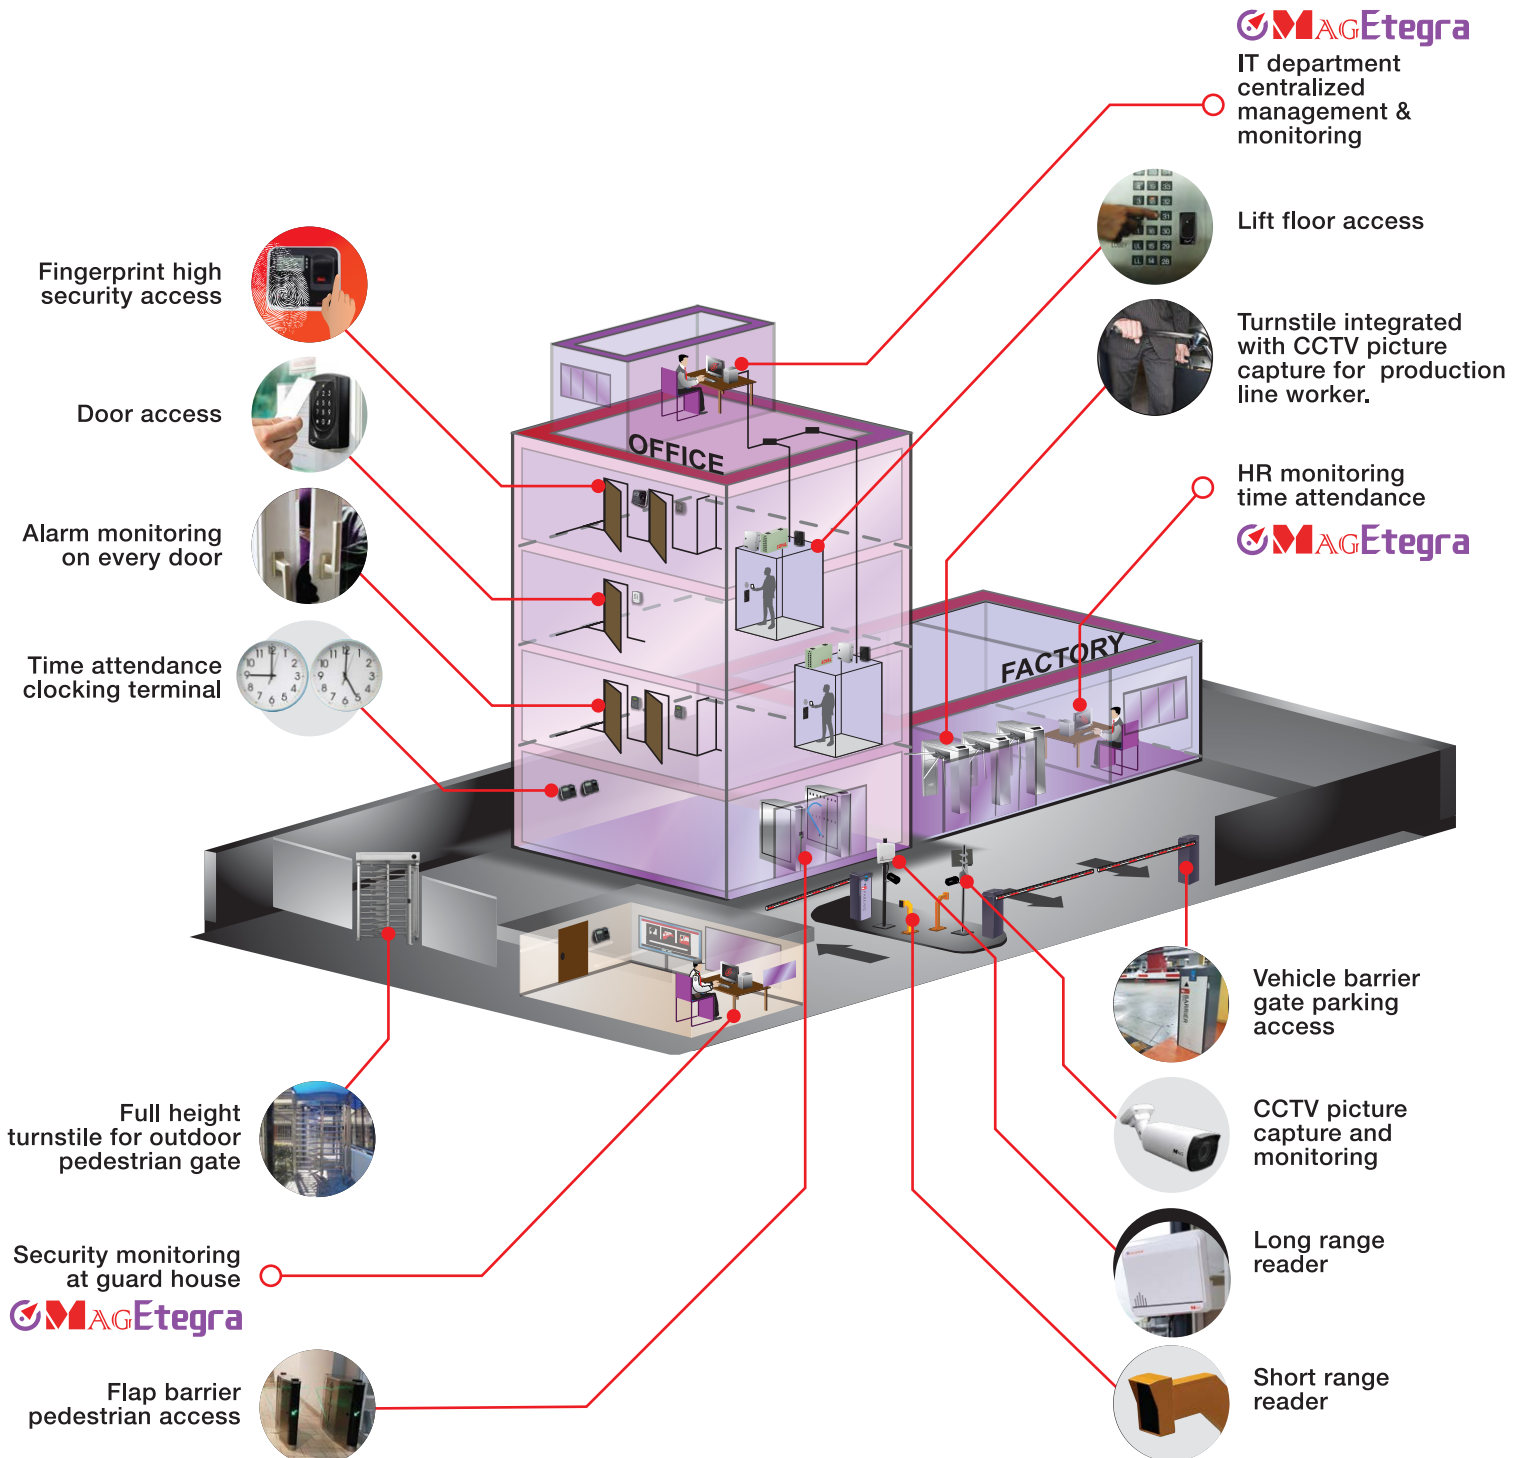 MAGEtegra
IT department
centralized
management &
monitoring
Lift floor access
Turnstile integrated
with CCTV picture
capture for production
line worker.
HR monitoring
time attendance
MAGEtegra
Fingerprint high
security access
Door access
Alarm monitoring
on every door
Time attendance
clocking terminal
OFFICE
FACTORY
Full height
turnstile for outdoor
pedestrian gate
Security monitoring
at guard house
MAGEtegra
Flap barrier
pedestrian access
Vehicle barrier
gate parking
access
BARRIER
CCTV picture
capture and
monitoring
Long range
reader
Short range
reader